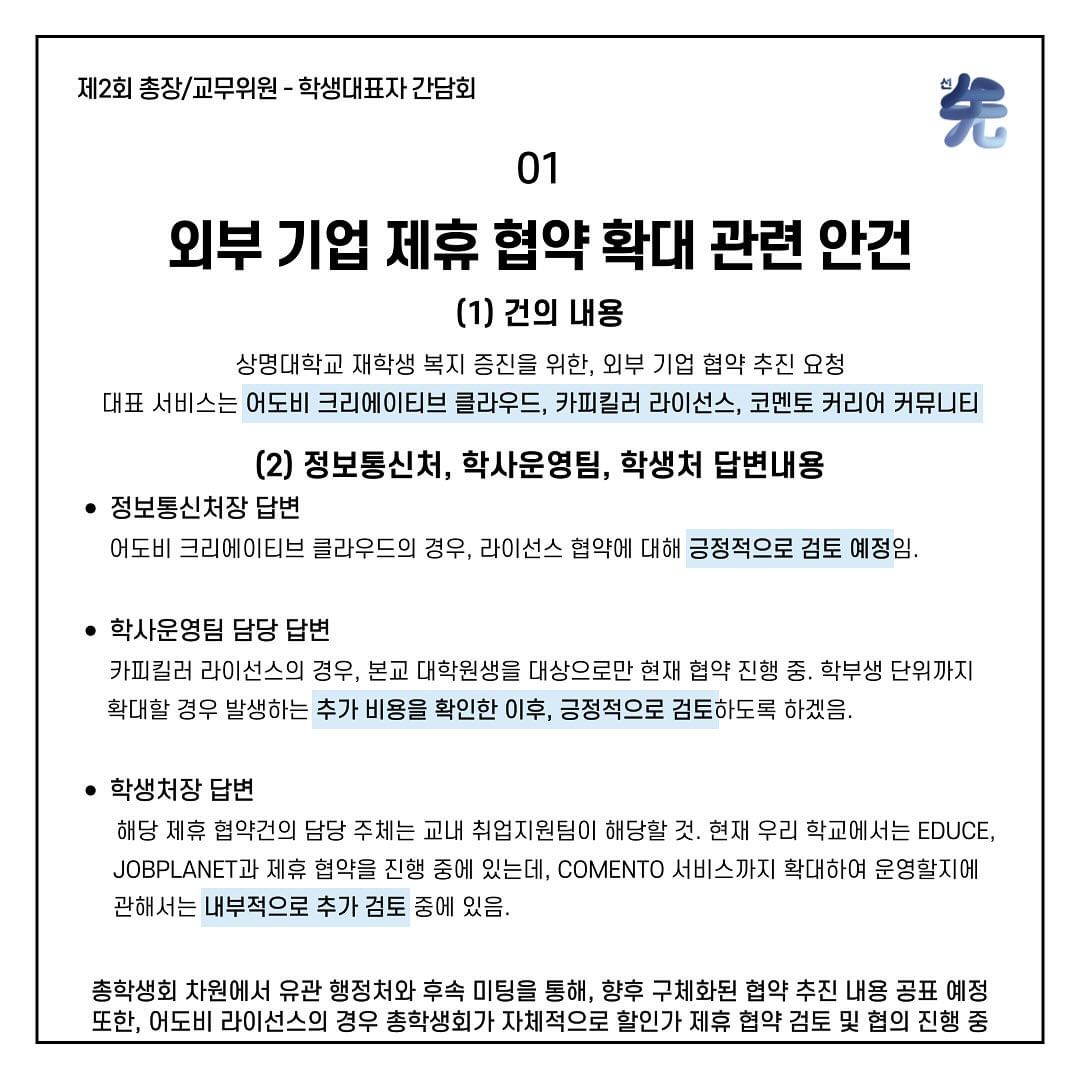 제2회 총장/교무위원 - 학생대표자 간담회
선
先
01
외부 기업 제휴 협약 확대 관련 안건
(1) 건의 내용
상명대학교 재학생 복지 증진을 위한, 외부 기업 협약 추진 요청
대표 서비스는 어도비 크리에이티브 클라우드, 카피킬러 라이선스, 코멘토 커리어 커뮤니티
(2) 정보통신처, 학사운영팀, 학생처 답변내용
• 정보통신처장 답변
어도비 크리에이티브 클라우드의 경우, 라이선스 협약에 대해 긍정적으로 검토 예정임.
• 학사운영팀 담당 답변
카피킬러 라이선스의 경우, 본교 대학원생을 대상으로만 현재 협약 진행 중. 학부생 단위까지
확대할 경우 발생하는 추가 비용을 확인한 이후, 긍정적으로 검토하도록 하겠음.
• 학생처장 답변
해당 제휴 협약건의 담당 주체는 교내 취업지원팀이 해당할 것. 현재 우리 학교에서는 EDUCE,
JOBPLANET과 제휴 협약을 진행 중에 있는데, COMENTO 서비스까지 확대하여 운영할지에
관해서는 내부적으로 추가 검토 중에 있음.
총학생회 차원에서 유관 행정처와 후속 미팅을 통해, 향후 구체화된 협약 추진 내용 공표 예정
또한, 어도비 라이선스의 경우 총학생회가 자체적으로 할인가 제휴 협약 검토 및 협의 진행 중